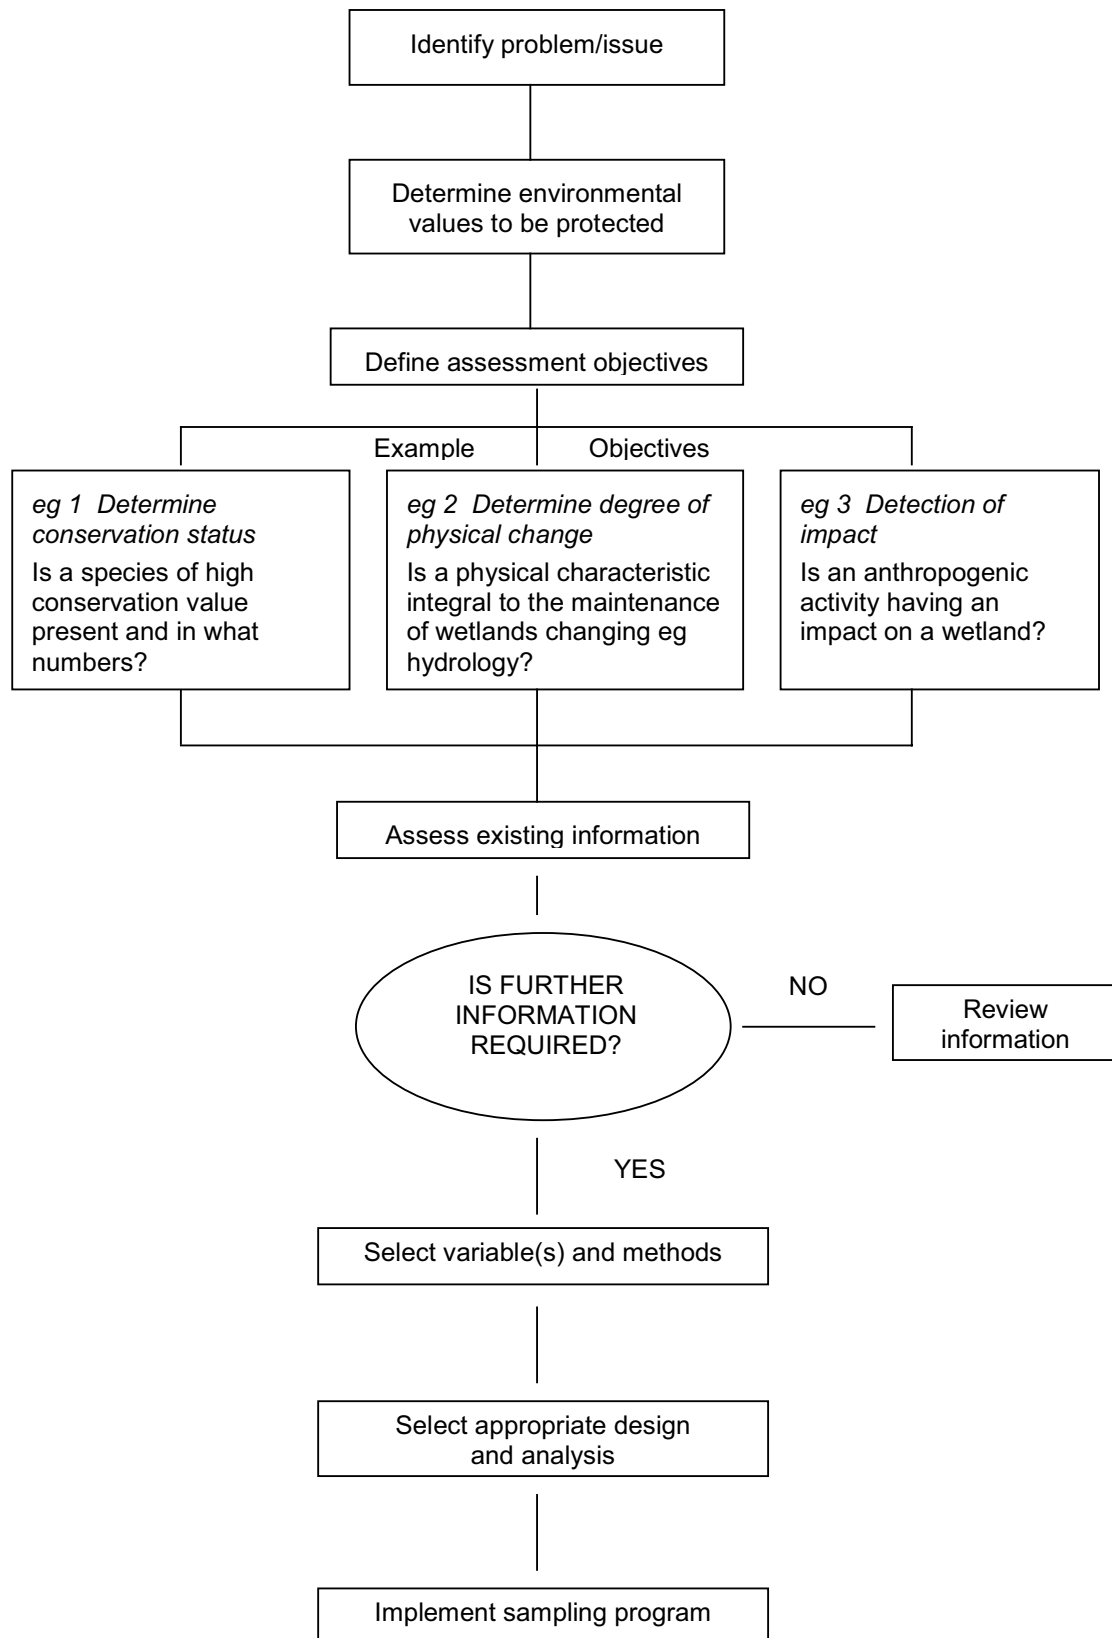 Identify problem/issue
Determine environmental
values to be protected
Define assessment objectives
Example Objectives
eg 1 Determine
conservation status
Is a species of high
conservation value
present and in what
numbers?
eg 2 Determine degree of
physical change
Is a physical characteristic
integral to the maintenance
of wetlands changing eg
hydrology?
eg 3 Detection of
impact
Is an anthropogenic
activity having an
impact on a wetland?
Assess existing information
IS FURTHER
INFORMATION
REQUIRED?
NO
Review
information
YES
Select variable(s) and methods
Select appropriate design
and analysis
Implement sampling program